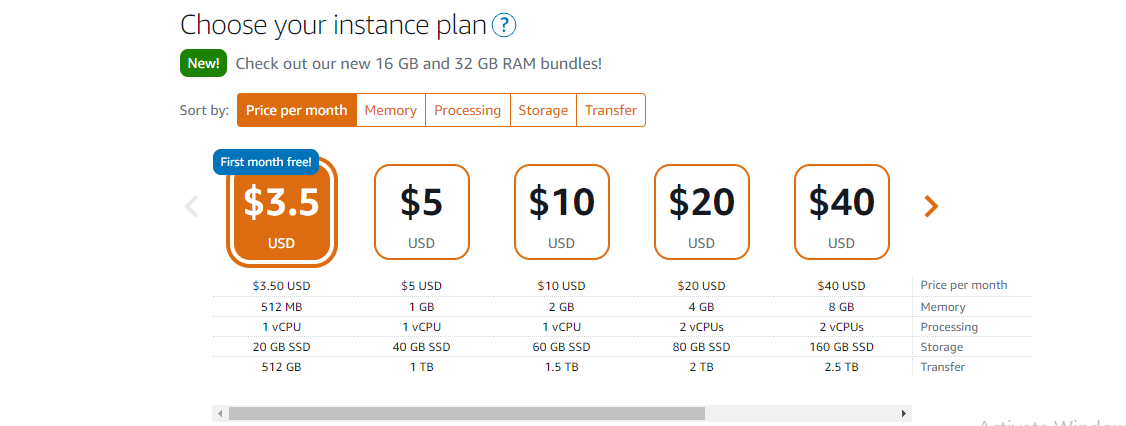 Choose your instance plan ?
New! Check out our new 16 GB and 32 GB RAM bundles!
Sort by: Price per month Memory Processing Storage Transfer
First month free!
$3.5 $5 $10 $20 $40
USD USD USD USD USD
$3.50 USD $5 USD $10 USD $20 USD $40 USD Price per month
512 MB 1 GB 2 GB 4 GB 8 GB Memory
1 vCPU 1 vCPU 1 vCPU 2 vCPUs 2 vCPUs Processing
20 GB SSD 40 GB SSD 60 GB SSD 80 GB SSD 160 GB SSD Storage
512 GB 1 TB 1.5 TB 2 TB 2.5 TB Transfer